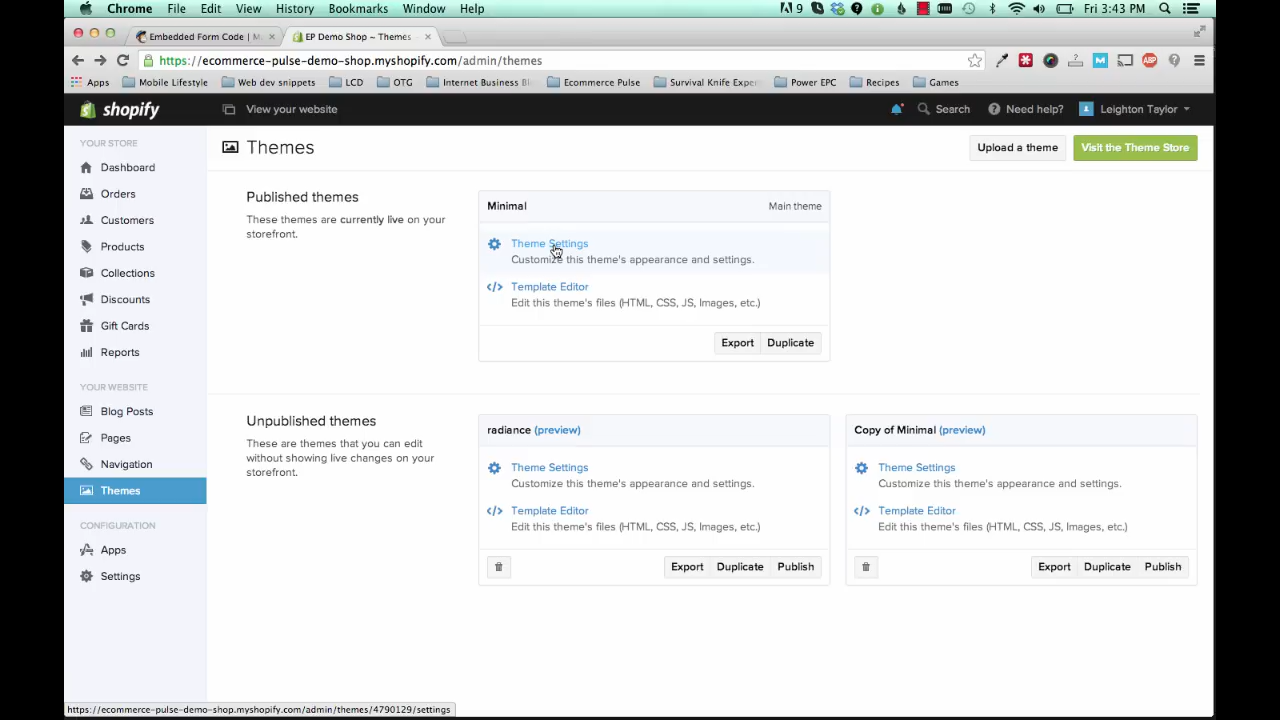 Chrome File Edit View History Bookmarks Window Help 9 Fri 3:43 PM
Embedded Form Code | M EP Demo Shop ~ Themes
https://ecommerce-pulse-demo-shop.myshopify.com/admin/themes
Apps Mobile Lifestyle Web dev snippets LCD OTG Internet Business Bl Ecommerce Pulse Survival Knife Exper Power EPC Recipes Games
shopify View your website Search Need help? Leighton Taylor
YOUR STORE
Dashboard
Orders
Customers
Products
Collections
Discounts
Gift Cards
Reports
YOUR WEBSITE
Blog Posts
Pages
Navigation
Themes
CONFIGURATION
Apps
Settings
Themes
Upload a theme Visit the Theme Store
Published themes
These themes are currently live on your
storefront.
Minimal Main theme
Theme Settings
Customize this theme's appearance and settings.
Template Editor
Edit this theme's files (HTML, CSS, JS, Images, etc.)
Export Duplicate
Unpublished themes
These are themes that you can edit
without showing live changes on your
storefront.
radiance (preview)
Theme Settings
Customize this theme's appearance and settings.
Template Editor
Edit this theme's files (HTML, CSS, JS, Images, etc.)
Export Duplicate Publish
Copy of Minimal (preview)
Theme Settings
Customize this theme's appearance and settings.
Template Editor
Edit this theme's files (HTML, CSS, JS, Images, etc.)
Export Duplicate Publish
https://ecommerce-pulse-demo-shop.myshopify.com/admin/themes/4790129/settings